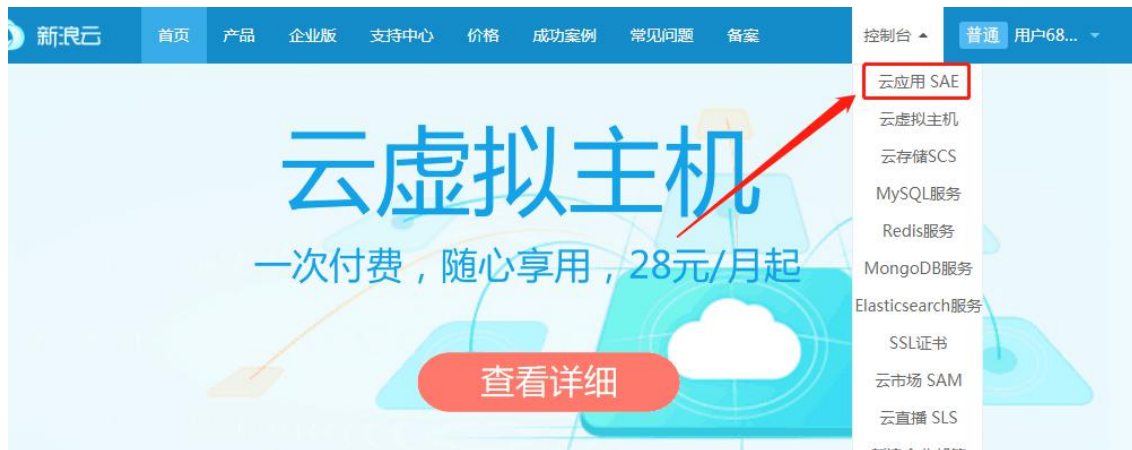 新浪云 首页 产品 企业版 支持中心 价格 成功案例 常见问题 备案 控制台 普通 用户68...
云应用 SAE
云虚拟主机
云存储SCS
MySQL服务
Redis服务
MongoDB服务
Elasticsearch服务
SSL证书
云市场 SAM
云直播 SLS
云虚拟主机
一次付费，随心享用，28元/月起
查看详细